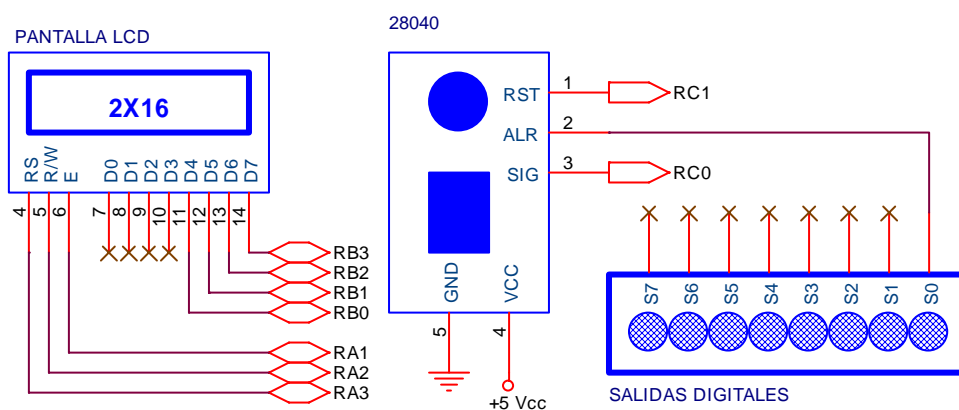 PANTALLA LCD
2X16
RS
R/W
E
D0
D1
D2
D3
D4
D5
D6
D7
4
5
6
7
8
9
10
11
12
13
14
RB3
RB2
RB1
RB0
RA1
RA2
RA3
28040
RST
1
RC1
ALR
2
SIG
3
RC0
GND
VCC
5
4
+5 Vcc
S7
S6
S5
S4
S3
S2
S1
S0
SALIDAS DIGITALES